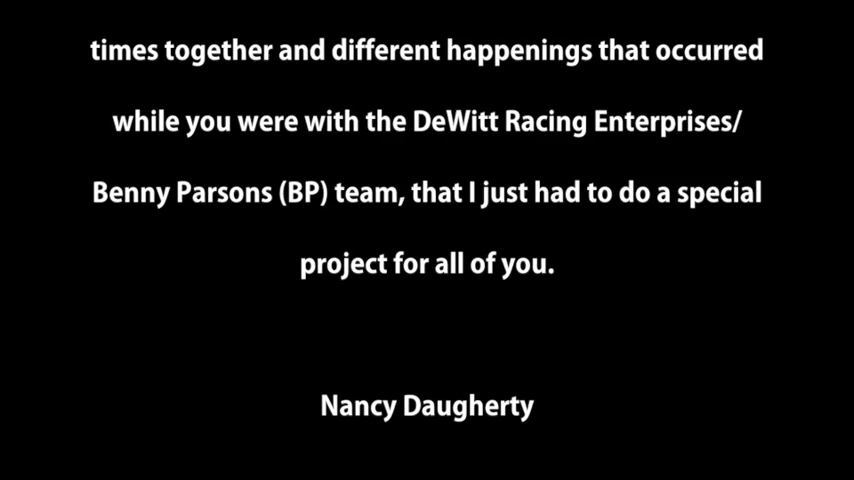 times together and different happenings that occurred
while you were with the DeWitt Racing Enterprises/
Benny Parsons (BP) team, that I just had to do a special
project for all of you.
Nancy Daugherty